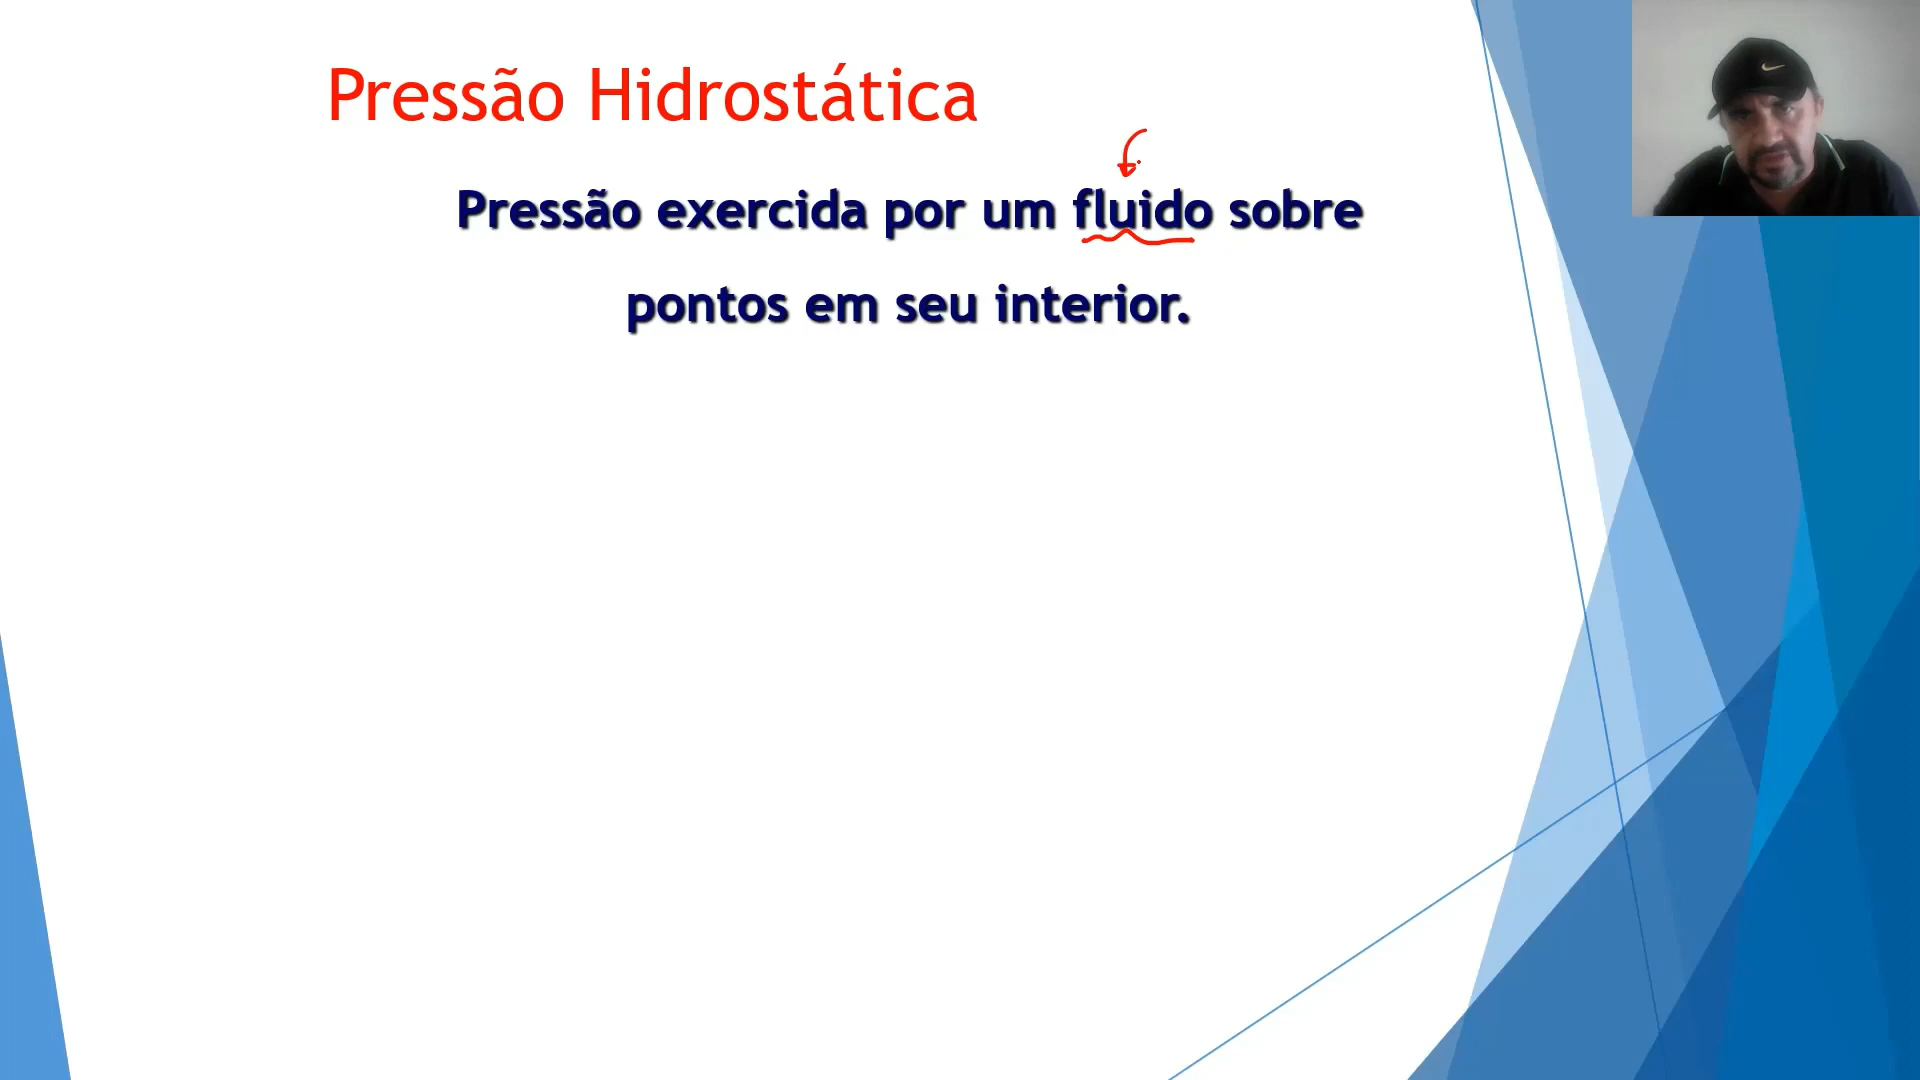 Pressão Hidrostática
Pressão exercida por um fluido sobre
pontos em seu interior.